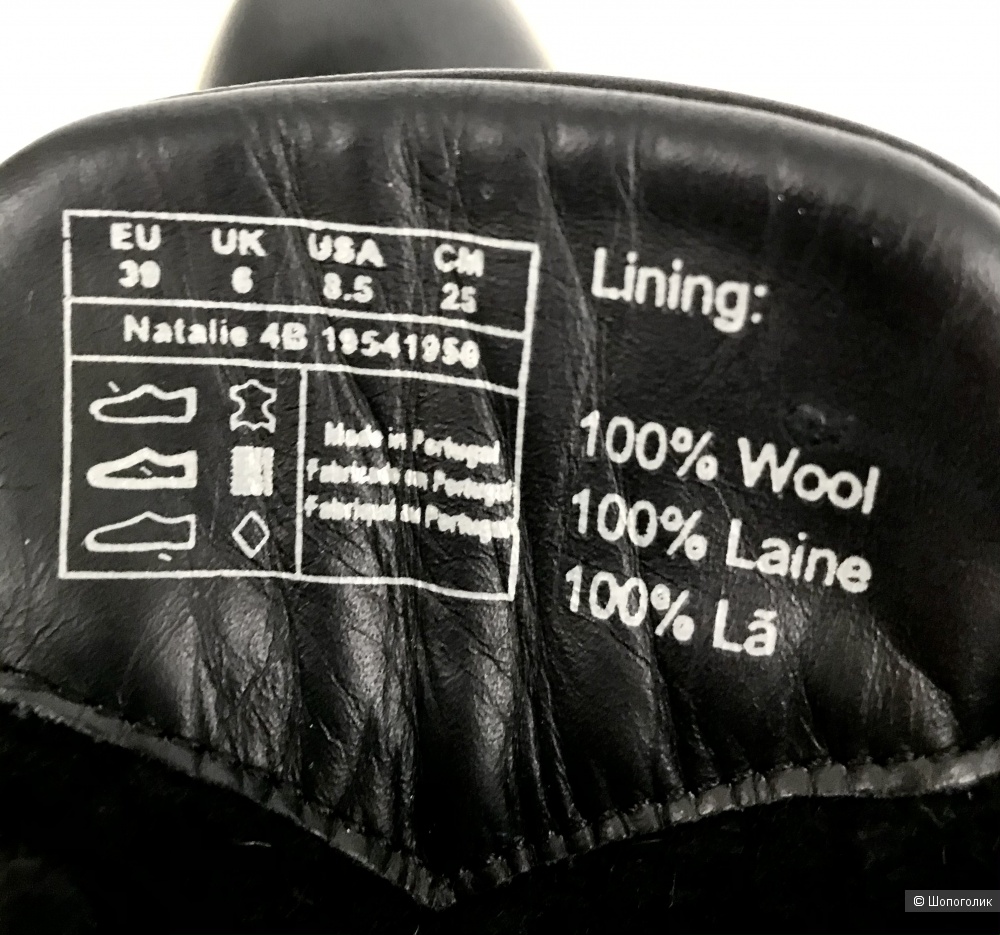 EU UK USA CM
39 6 8.5 25
Natalie 4B 19541950
Made in Portugal
Fabricado em Portugal
Fabriqué au Portugal
Lining:
100% Wool
100% Laine
100% Lã
© Шопоголик